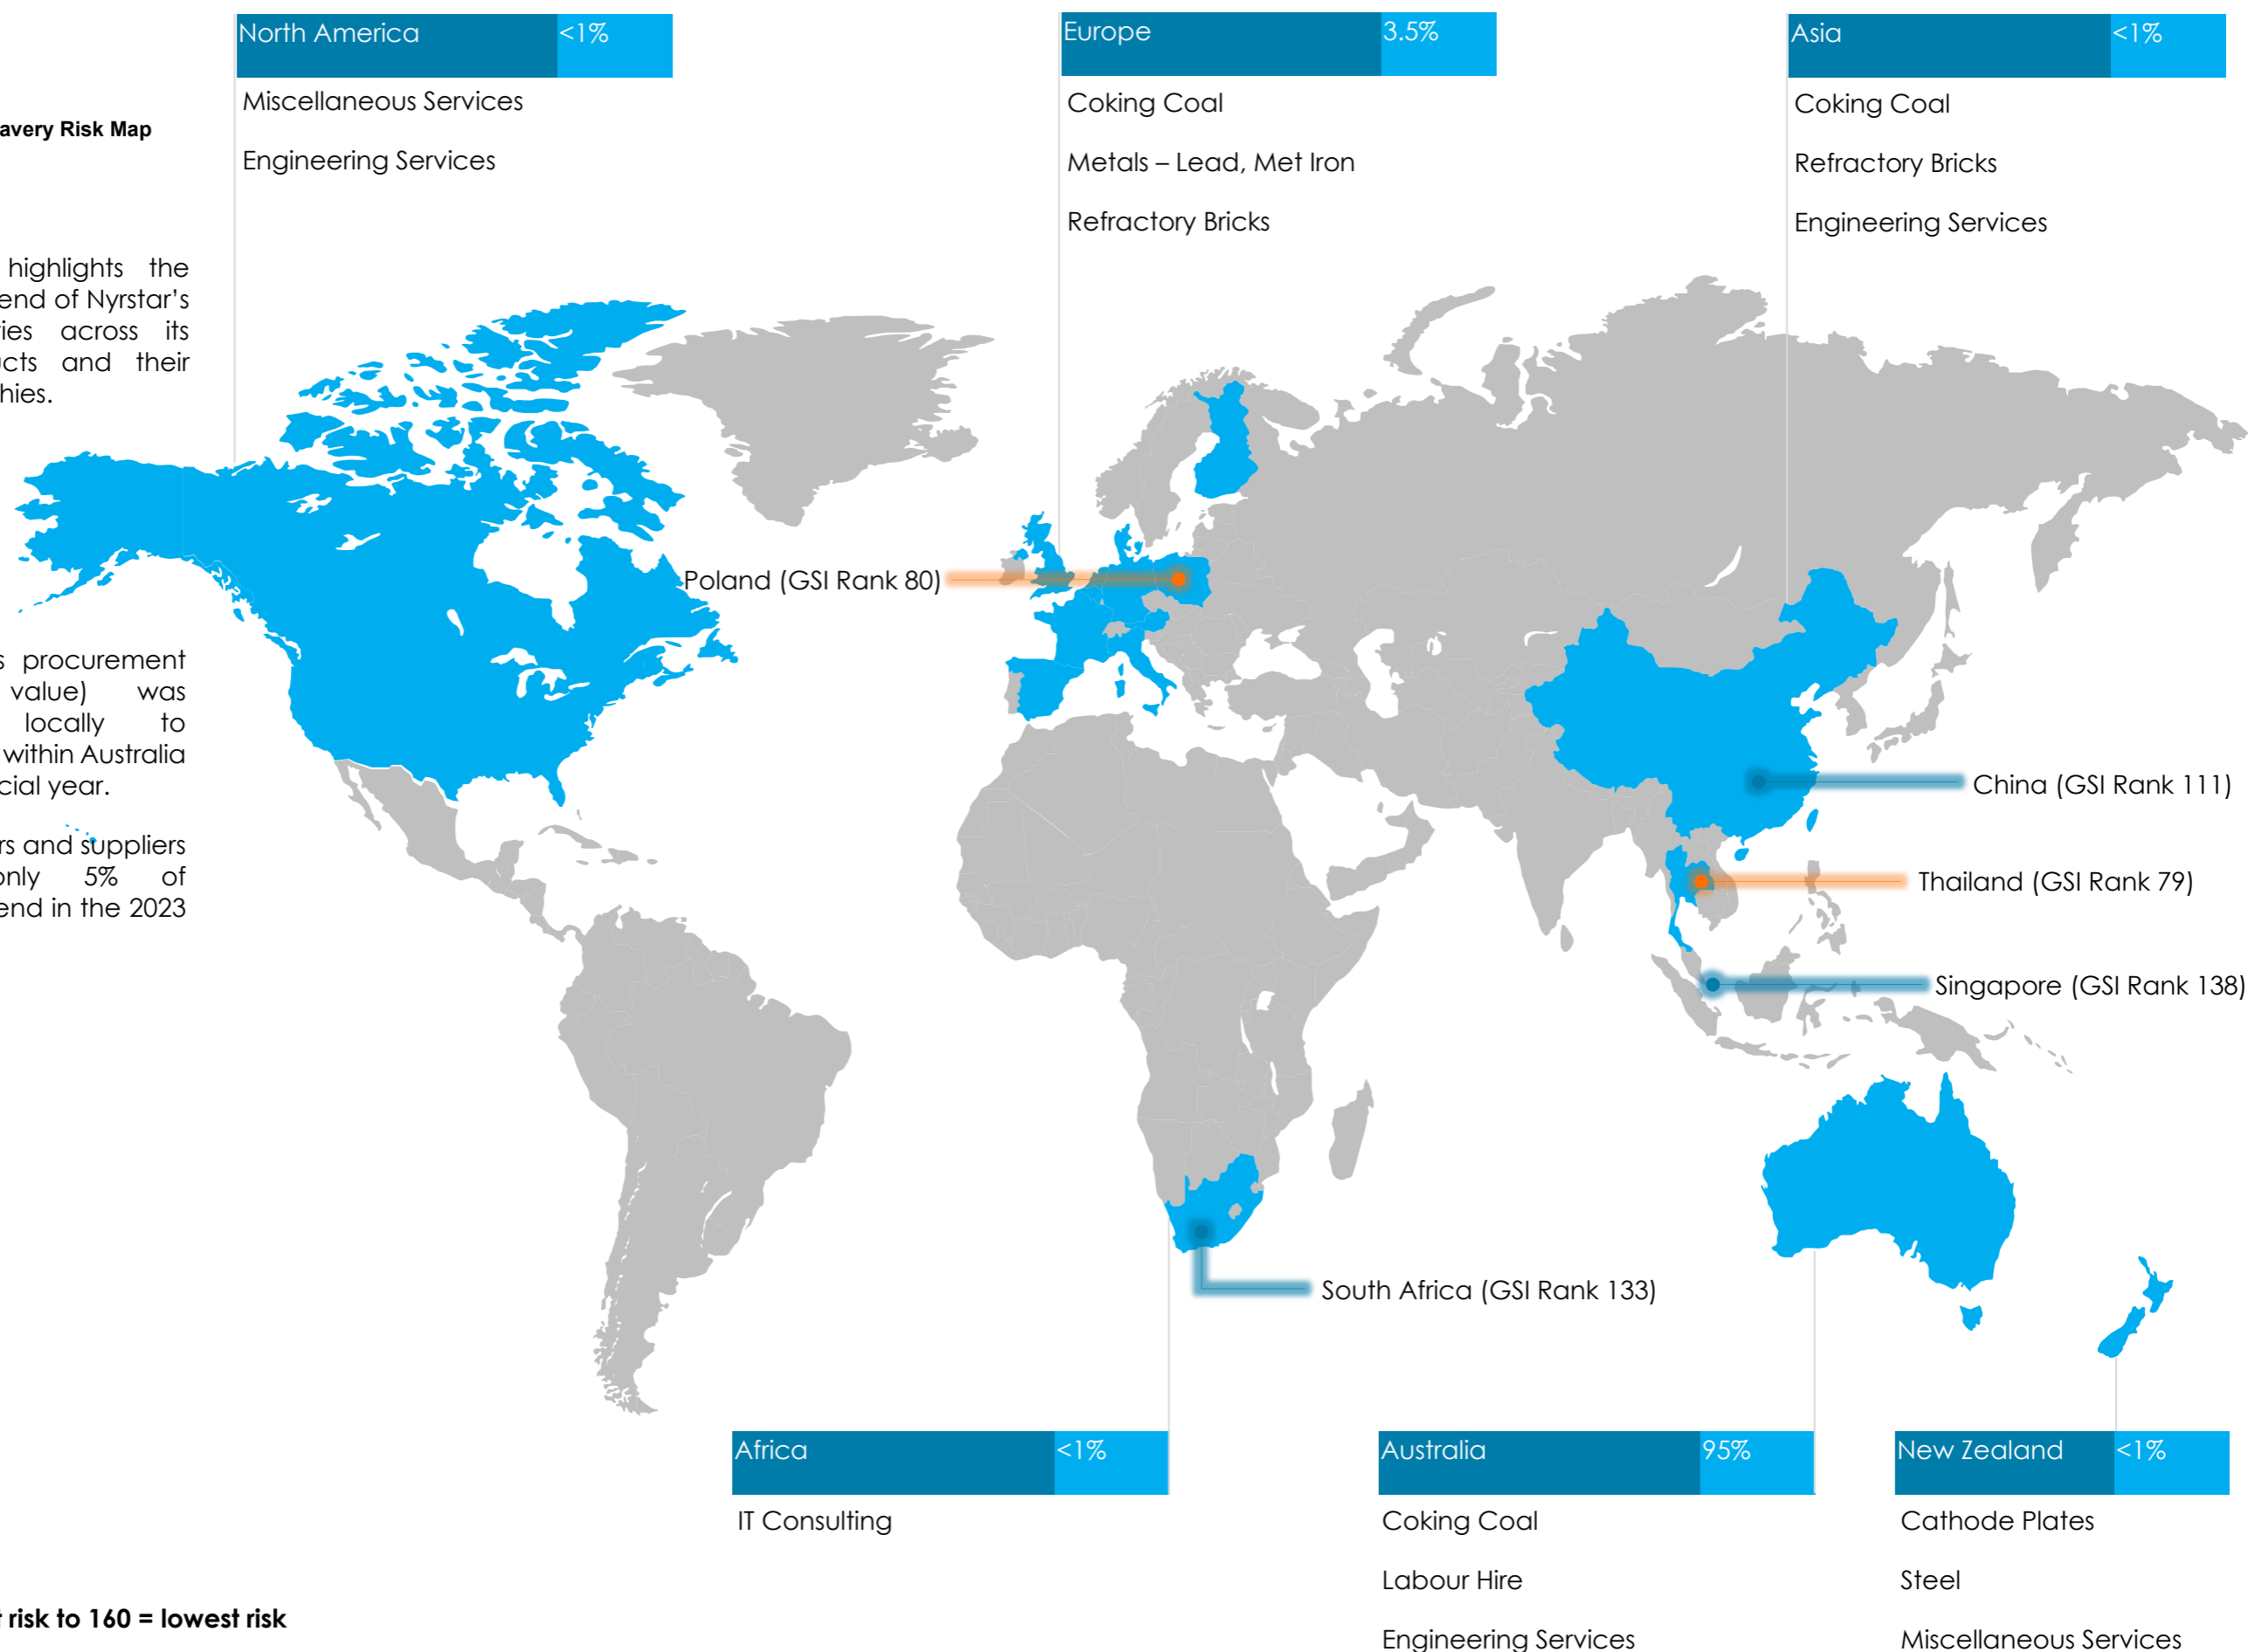 North America <1%
Miscellaneous Services
Engineering Services
Europe 3.5%
Coking Coal
Metals – Lead, Met Iron
Refractory Bricks
Asia <1%
Coking Coal
Refractory Bricks
Engineering Services
avery Risk Map
highlights the
end of Nyrstar's
ies across its
ucts and their
hies.
s procurement
value) was
locally to
within Australia
cial year.
rs and suppliers
only 5% of
end in the 2023
Poland (GSI Rank 80)
China (GSI Rank 111)
Thailand (GSI Rank 79)
Singapore (GSI Rank 138)
South Africa (GSI Rank 133)
Africa <1%
IT Consulting
Australia 95%
Coking Coal
Labour Hire
Engineering Services
New Zealand <1%
Cathode Plates
Steel
Miscellaneous Services
t risk to 160 = lowest risk